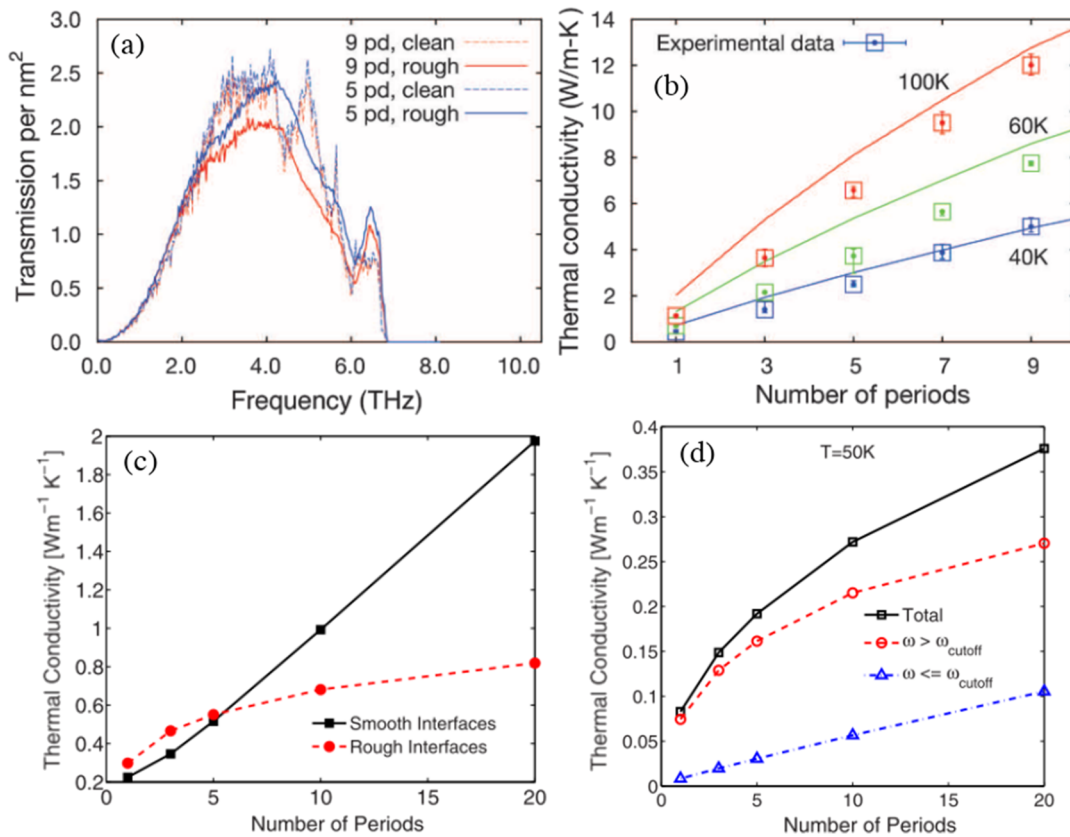 (a)
9 pd, clean
9 pd, rough
5 pd, clean
5 pd, rough
Transmission per nm²
3.0
2.5
2.0
1.5
1.0
0.5
0.0
0.0 2.0 4.0 6.0 8.0 10.0
Frequency (THz)
(b)
Experimental data
100K
60K
40K
Thermal conductivity (W/m-K)
14
12
10
8
6
4
2
0
1 3 5 7 9
Number of periods
(c)
Thermal Conductivity [Wm⁻¹ K⁻¹]
2
1.8
1.6
1.4
1.2
1
0.8
0.6
0.4
0.2
Smooth Interfaces
Rough Interfaces
0 5 10 15 20
Number of Periods
(d)
T=50K
Thermal Conductivity [Wm⁻¹ K⁻¹]
0.4
0.35
0.3
0.25
0.2
0.15
0.1
0.05
0
Total
ω > ω_cutoff
ω <= ω_cutoff
0 5 10 15 20
Number of Periods